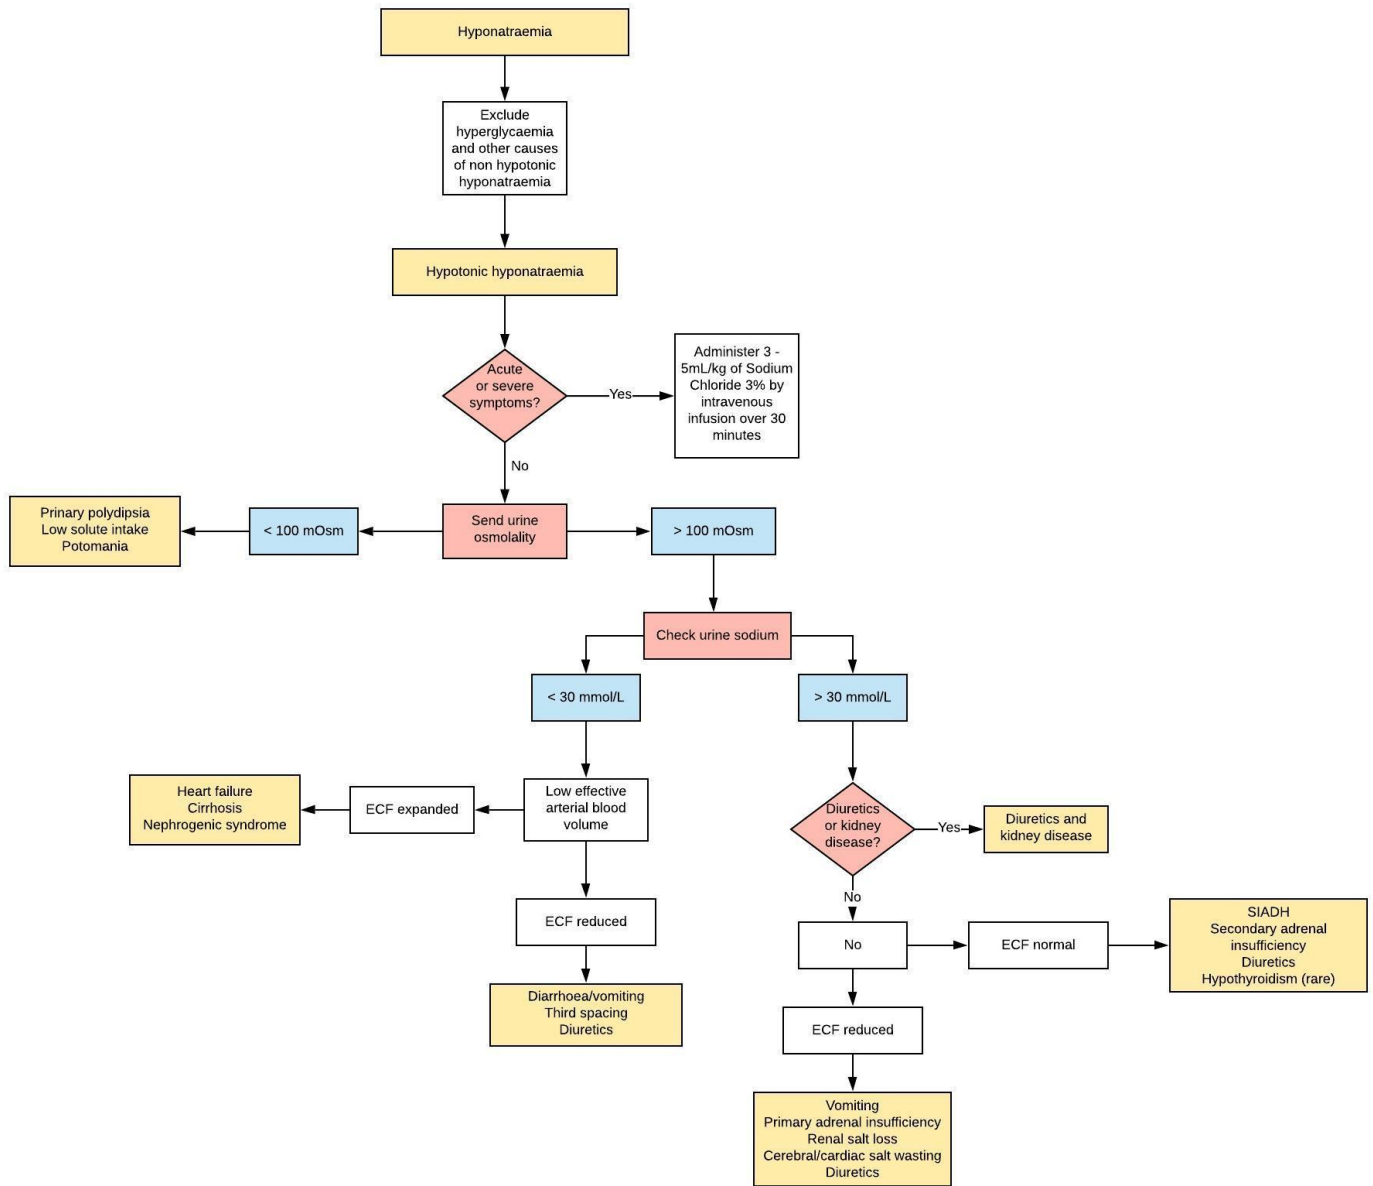 Hyponatraemia
Exclude
hyperglycaemia
and other causes
of non hypotonic
hyponatraemia
Hypotonic hyponatraemia
Acute
or severe
symptoms?
Yes
Administer 3 -
5mL/kg of Sodium
Chloride 3% by
intravenous
infusion over 30
minutes
No
Primary polydipsia
Low solute intake
Potomania
< 100 mOsm
Send urine
osmolality
> 100 mOsm
Check urine sodium
< 30 mmol/L
> 30 mmol/L
Heart failure
Cirrhosis
Nephrogenic syndrome
ECF expanded
Low effective
arterial blood
volume
Diuretics
or kidney
disease?
Yes
Diuretics and
kidney disease
No
ECF reduced
No
ECF normal
SIADH
Secondary adrenal
insufficiency
Diuretics
Hypothyroidism (rare)
Diarrhoea/vomiting
Third spacing
Diuretics
ECF reduced
Vomiting
Primary adrenal insufficiency
Renal salt loss
Cerebral/cardiac salt wasting
Diuretics